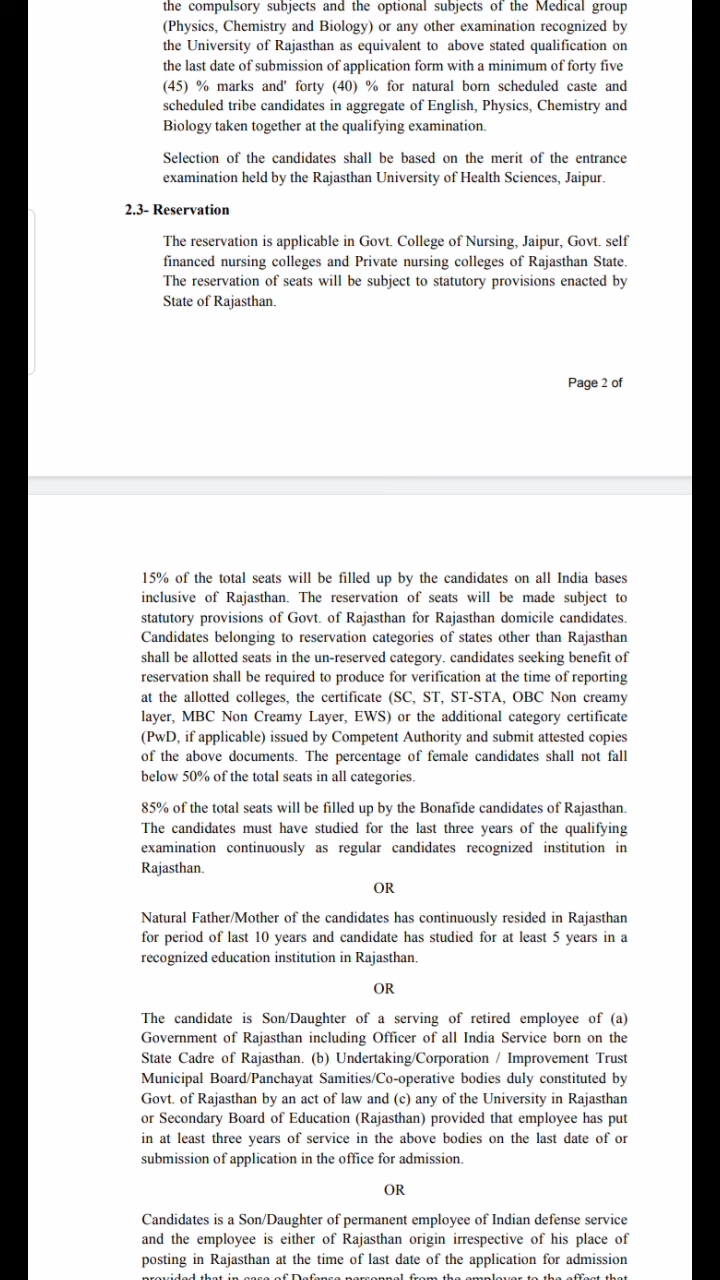 the compulsory subjects and the optional subjects of the Medical group
(Physics, Chemistry and Biology) or any other examination recognized by
the University of Rajasthan as equivalent to above stated qualification on
the last date of submission of application form with a minimum of forty five
(45) % marks and' forty (40) % for natural born scheduled caste and
scheduled tribe candidates in aggregate of English, Physics, Chemistry and
Biology taken together at the qualifying examination.
Selection of the candidates shall be based on the merit of the entrance
examination held by the Rajasthan University of Health Sciences, Jaipur.
2.3- Reservation
The reservation is applicable in Govt. College of Nursing, Jaipur, Govt. self
financed nursing colleges and Private nursing colleges of Rajasthan State.
The reservation of seats will be subject to statutory provisions enacted by
State of Rajasthan.
Page 2 of
15% of the total seats will be filled up by the candidates on all India bases
inclusive of Rajasthan. The reservation of seats will be made subject to
statutory provisions of Govt. of Rajasthan for Rajasthan domicile candidates.
Candidates belonging to reservation categories of states other than Rajasthan
shall be allotted seats in the un-reserved category. candidates seeking benefit of
reservation shall be required to produce for verification at the time of reporting
at the allotted colleges, the certificate (SC, ST, ST-STA, OBC Non creamy
layer, MBC Non Creamy Layer, EWS) or the additional category certificate
(PwD, if applicable) issued by Competent Authority and submit attested copies
of the above documents. The percentage of female candidates shall not fall
below 50% of the total seats in all categories.
85% of the total seats will be filled up by the Bonafide candidates of Rajasthan.
The candidates must have studied for the last three years of the qualifying
examination continuously as regular candidates recognized institution in
Rajasthan.
OR
Natural Father/Mother of the candidates has continuously resided in Rajasthan
for period of last 10 years and candidate has studied for at least 5 years in a
recognized education institution in Rajasthan.
OR
The candidate is Son/Daughter of a serving of retired employee of (a)
Government of Rajasthan including Officer of all India Service born on the
State Cadre of Rajasthan. (b) Undertaking/Corporation / Improvement Trust
Municipal Board/Panchayat Samities/Co-operative bodies duly constituted by
Govt. of Rajasthan by an act of law and (c) any of the University in Rajasthan
or Secondary Board of Education (Rajasthan) provided that employee has put
in at least three years of service in the above bodies on the last date of or
submission of application in the office for admission.
OR
Candidates is a Son/Daughter of permanent employee of Indian defense service
and the employee is either of Rajasthan origin irrespective of his place of
posting in Rajasthan at the time of last date of the application for admission
provided that in case of Defense personnel from the employer to the effect that